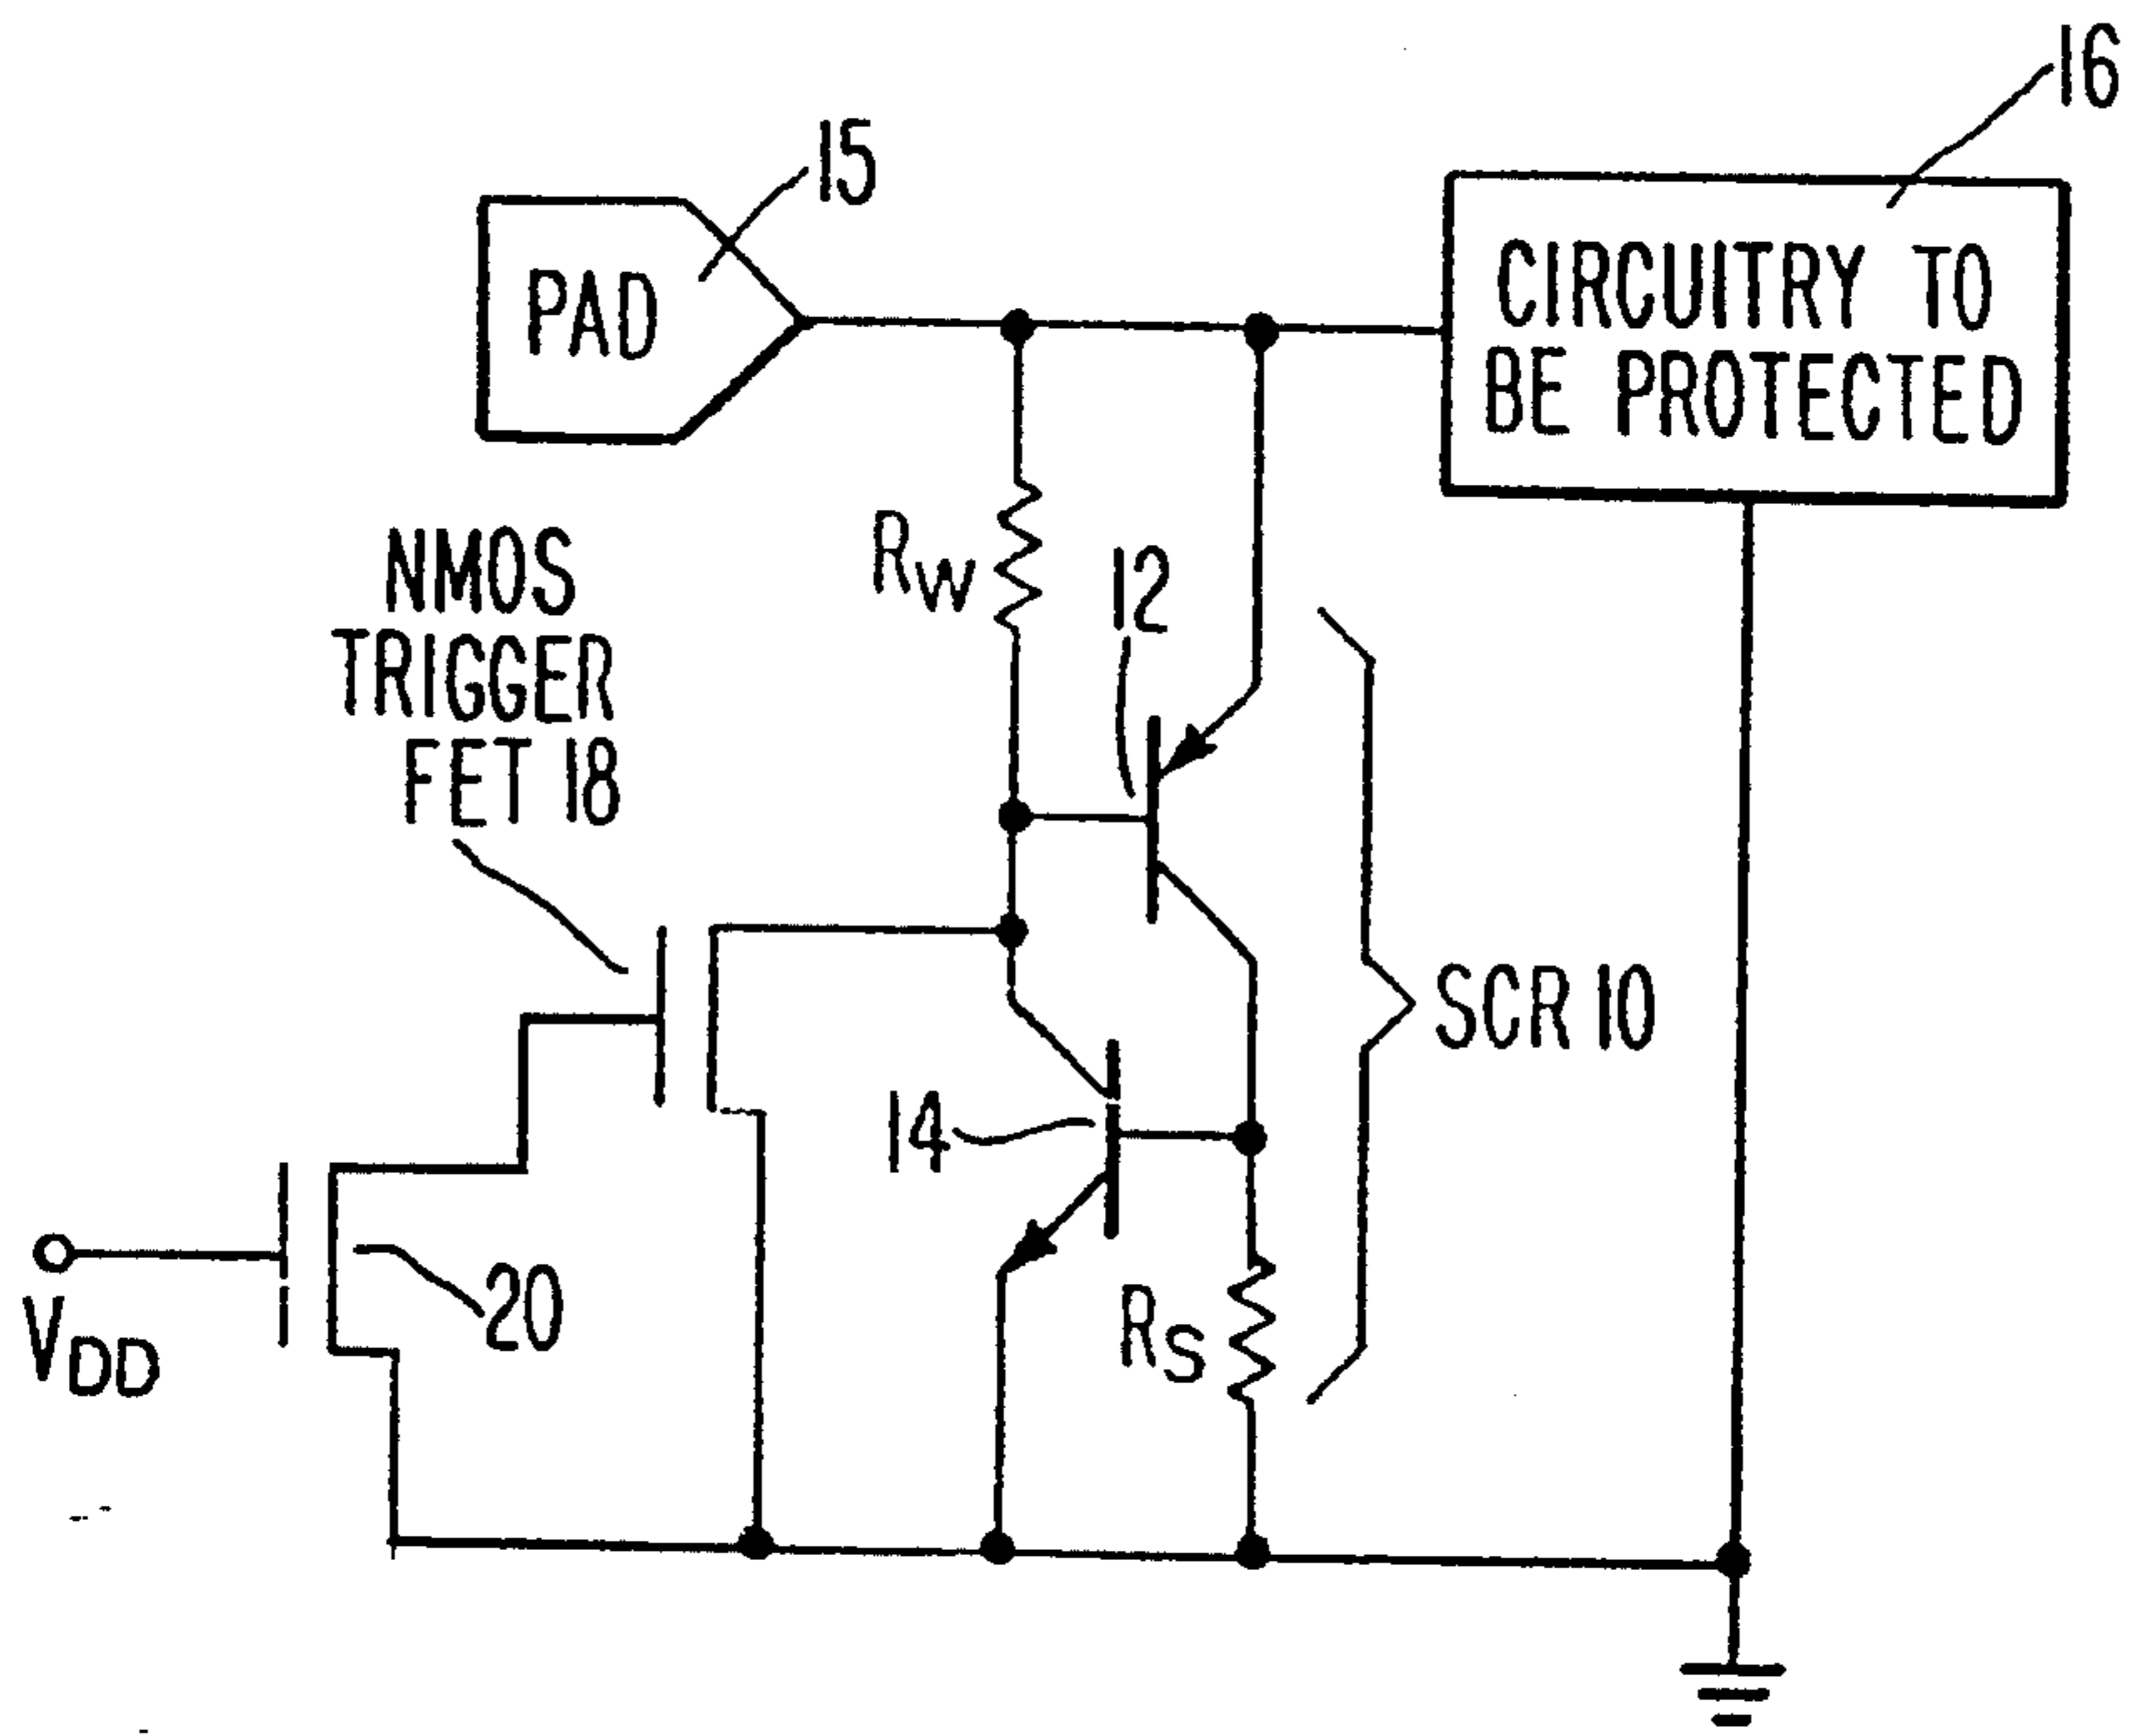 16
15
PAD
CIRCUITRY TO
BE PROTECTED
NMOS
TRIGGER
FET 18
RW
12
SCR 10
14
20
VDD
RS